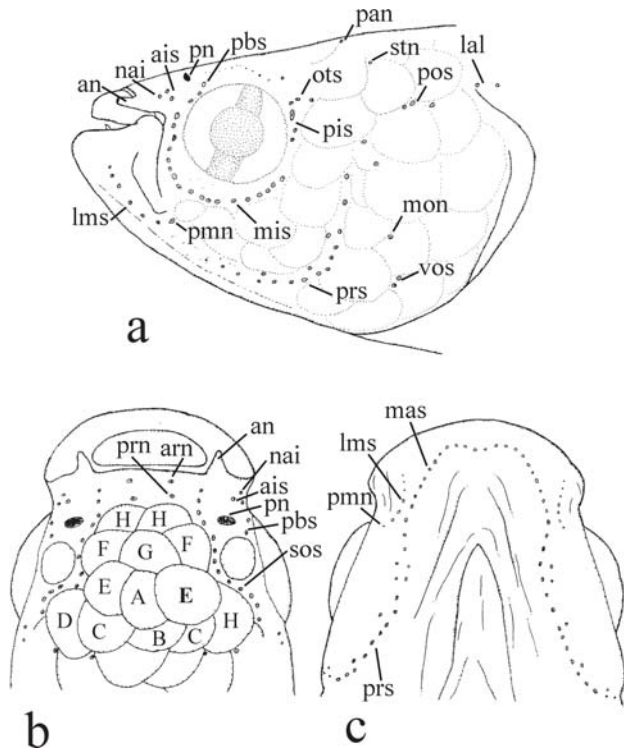 pan
pn pbs
stn
ais
lal
nai
ots
pos
an
pis
lms
mon
pmn
mis
vos
prs
a
an
mas
prn arn
nai
lms
ais
pn
pmn
pbs
H H
sos
F G F
E A E
D H
C B C
prs
b
c